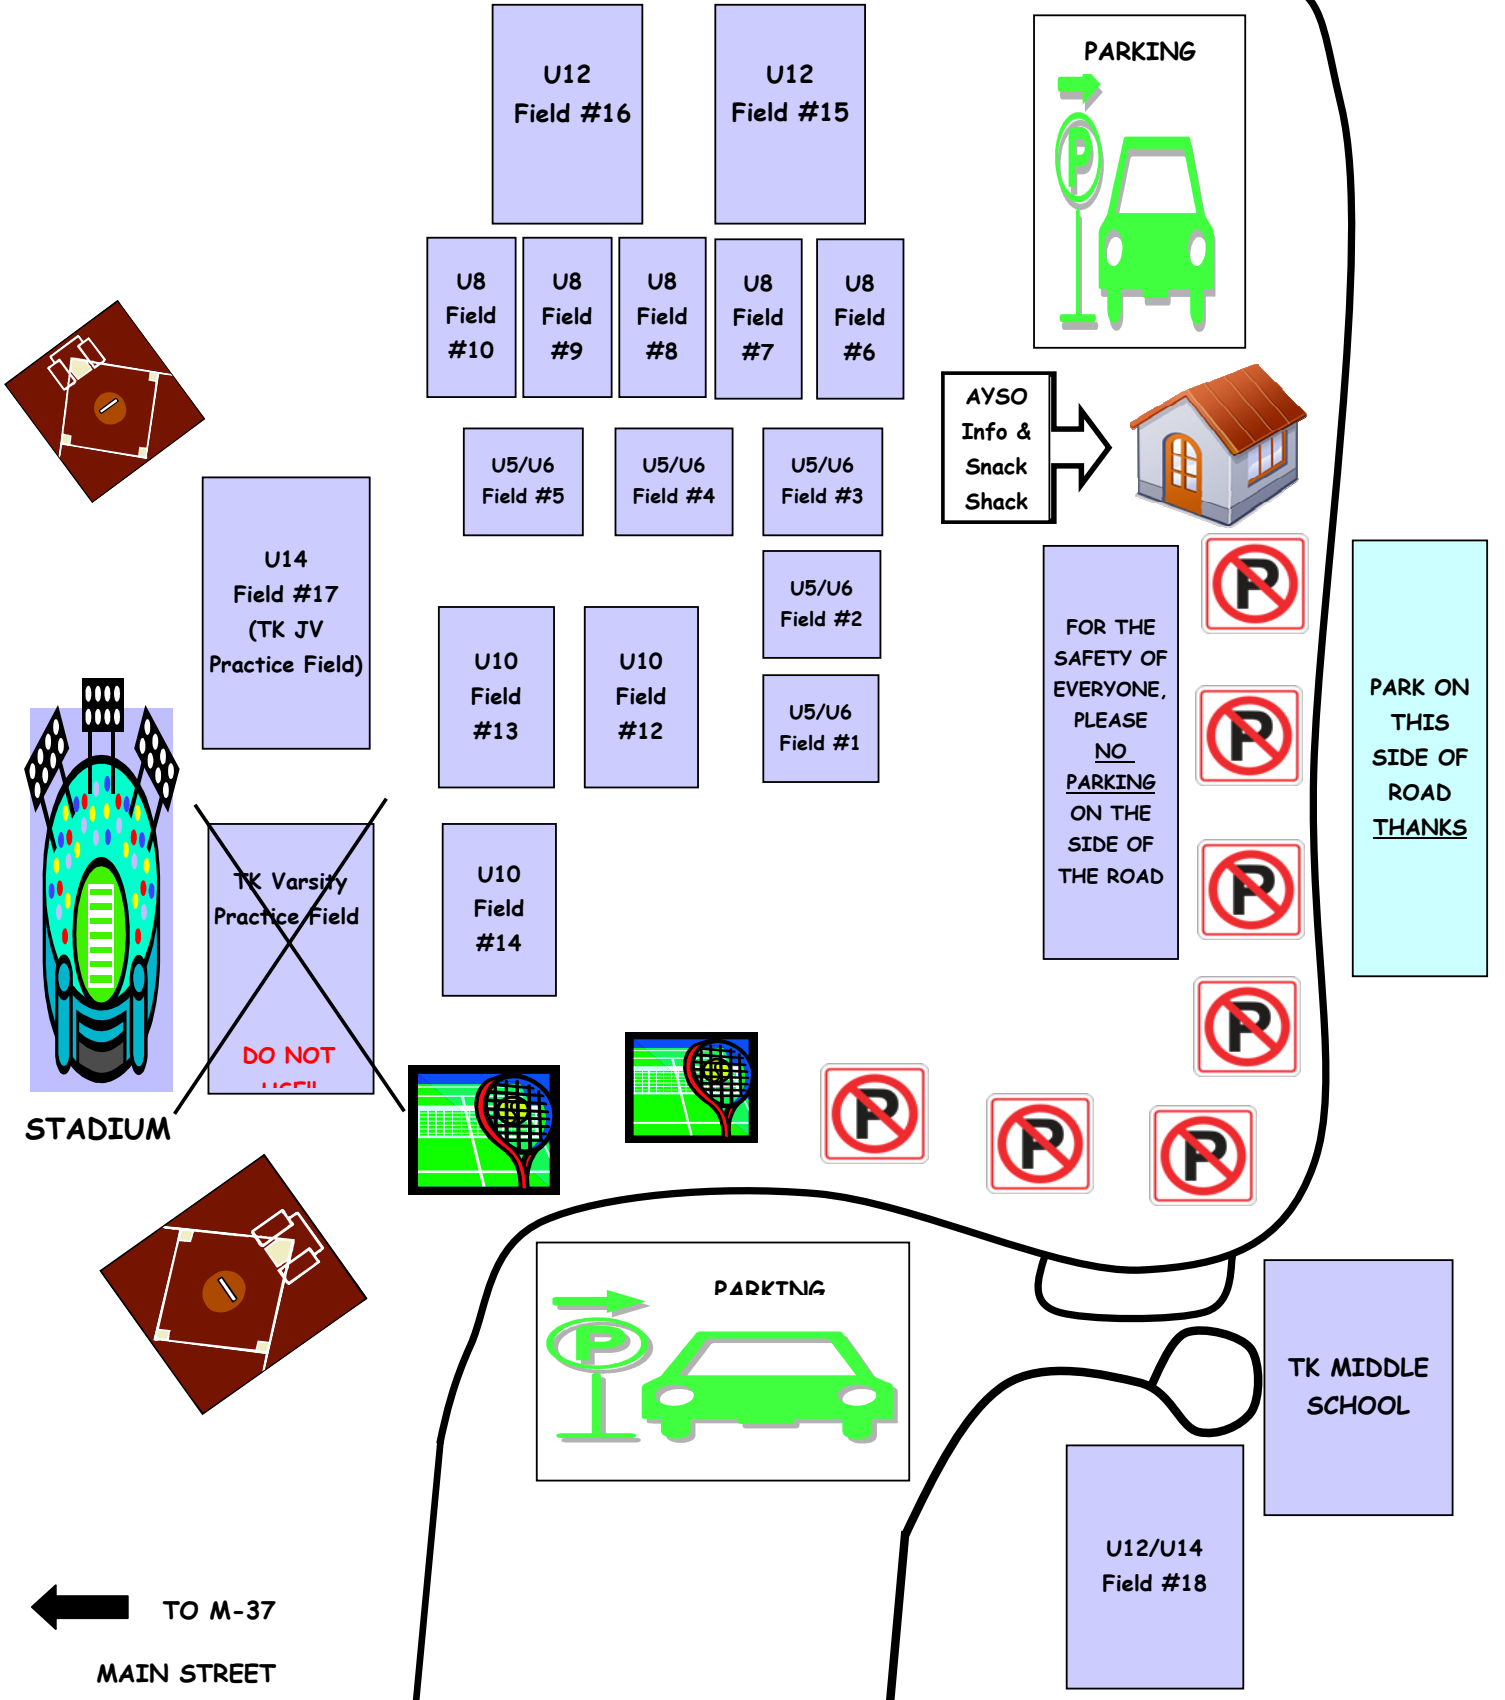 U12
Field #16
U12
Field #15
PARKING
P
U8
Field
#10
U8
Field
#9
U8
Field
#8
U8
Field
#7
U8
Field
#6
AYSO
Info &
Snack
Shack
U5/U6
Field #5
U5/U6
Field #4
U5/U6
Field #3
U14
Field #17
(TK JV
Practice Field)
U5/U6
Field #2
U10
Field
#13
U10
Field
#12
U5/U6
Field #1
FOR THE
SAFETY OF
EVERYONE,
PLEASE
NO
PARKING
ON THE
SIDE OF
THE ROAD
P
P
P
P
PARK ON
THIS
SIDE OF
ROAD
THANKS
TK Varsity
Practice Field
DO NOT
USE!!
U10
Field
#14
STADIUM
P
P
P
PARKING
P
TK MIDDLE
SCHOOL
U12/U14
Field #18
TO M-37
MAIN STREET